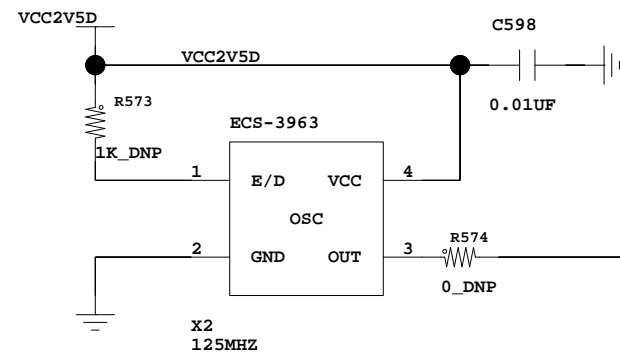 VCC2V5D
C598
VCC2V5D
R573
0.01UF
ECS-3963
1K_DNP
1 E/D VCC 4
OSC
R574
2 GND OUT 3
0_DNP
X2
125MHZ